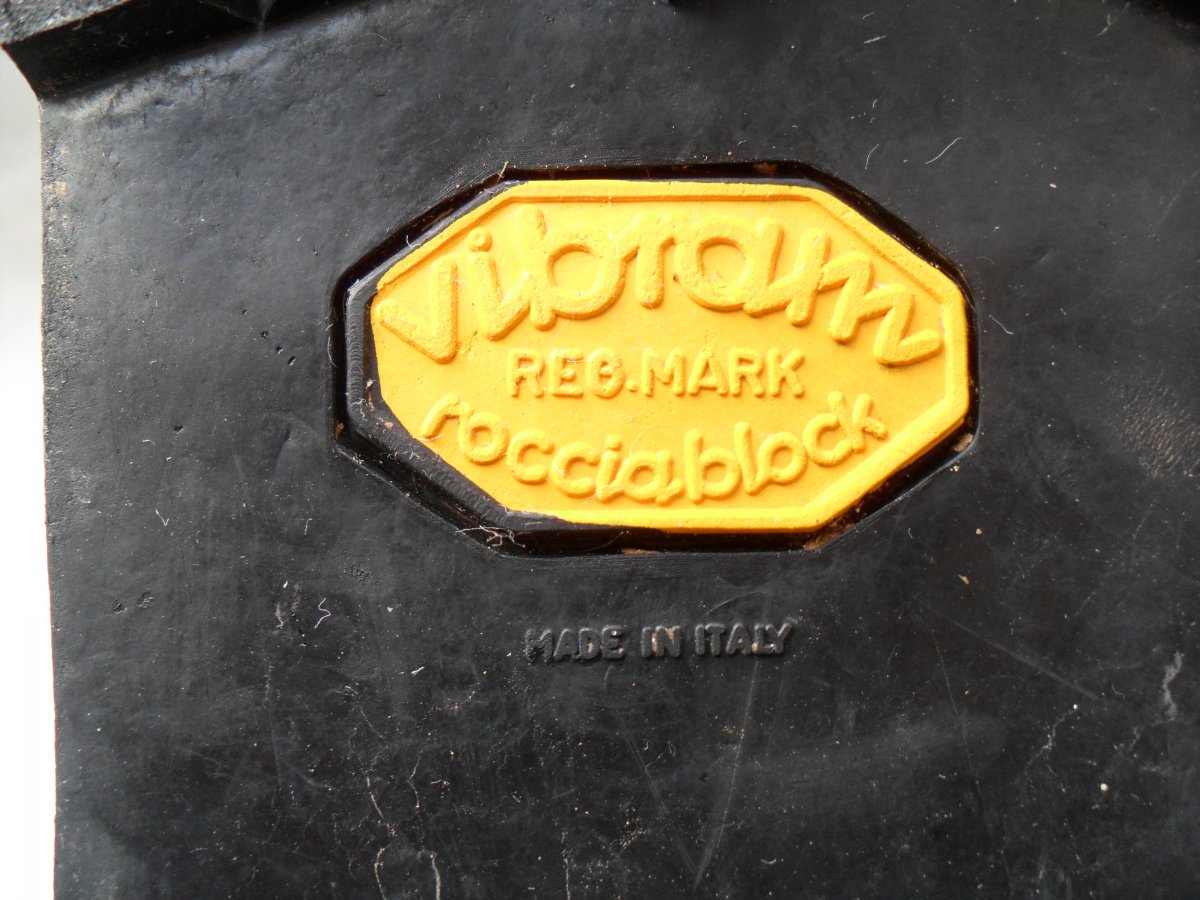 vibram
REG.MARK
rocciablock
MADE IN ITALY